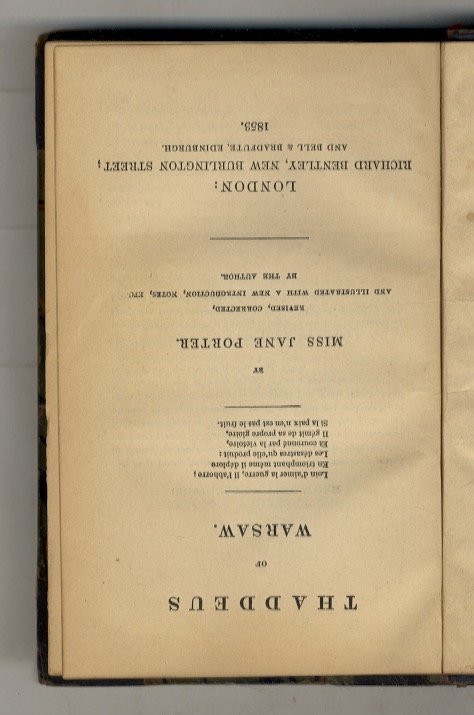 THADDEUS
OF
WARSAW.
Loin d'aimer la guerre, il l'abhorre;
En triomphant même il déplore
Les désastres qu'elle produit:
Et couronné par la victoire,
Il gémit de sa propre gloire,
Si la paix n'en est pas le fruit.
BY
MISS JANE PORTER.
REVISED, CORRECTED,
AND ILLUSTRATED WITH A NEW INTRODUCTION, NOTES, ETC.
BY THE AUTHOR.
LONDON:
RICHARD BENTLEY, NEW BURLINGTON STREET;
AND BELL & BRADFUTE, EDINBURGH.
1853.